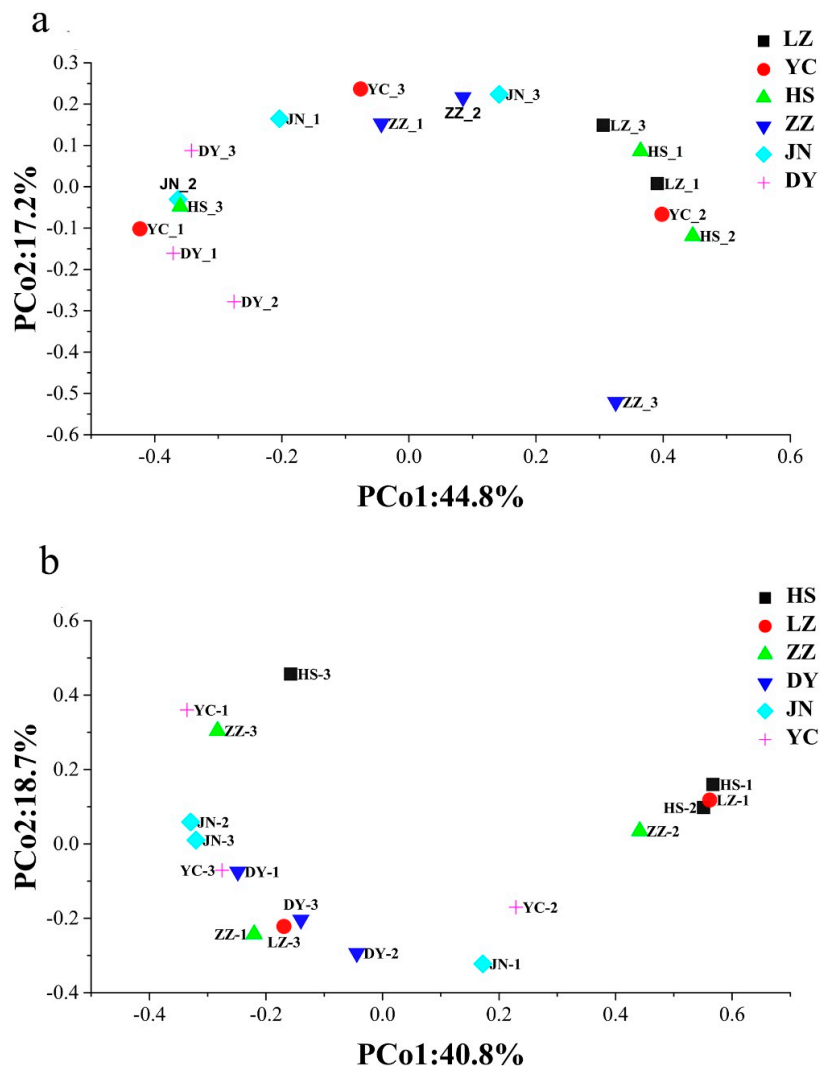 a
LZ
YC
HS
ZZ
JN
DY
0.3
0.2
0.1
0.0
-0.1
-0.2
-0.3
-0.4
-0.5
-0.6
PCo2:17.2%
YC_3
JN_3
ZZ_2
JN_1
ZZ_1
LZ_3
DY_3
HS_1
JN_2
LZ_1
HS_3
YC_1
YC_2
DY_1
HS_2
DY_2
ZZ_3
-0.4
-0.2
0.0
0.2
0.4
0.6
PCo1:44.8%
b
HS
LZ
ZZ
DY
JN
YC
0.6
0.4
0.2
0.0
-0.2
-0.4
PCo2:18.7%
HS-3
YC-1
ZZ-3
HS-1
HS-2
LZ-1
JN-2
ZZ-2
JN-3
YC-3
DY-1
DY-3
YC-2
ZZ-1
LZ-3
DY-2
JN-1
-0.4
-0.2
0.0
0.2
0.4
0.6
PCo1:40.8%